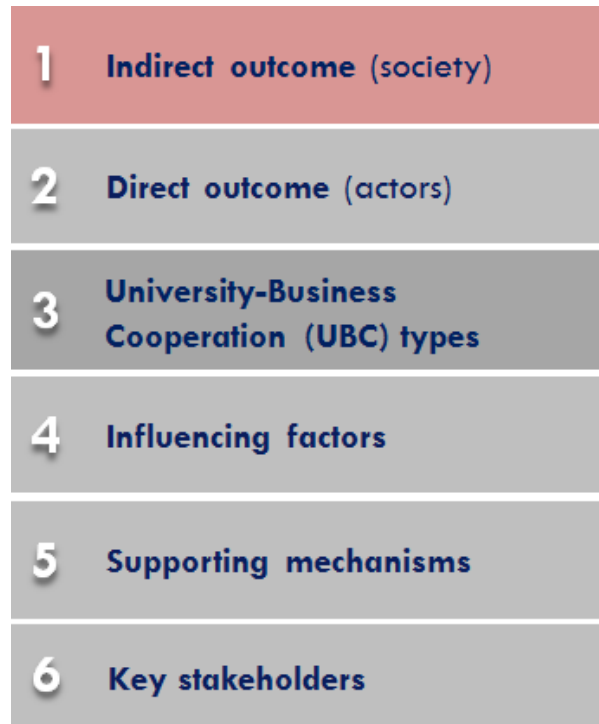 1 Indirect outcome (society)
2 Direct outcome (actors)
3 University-Business
Cooperation (UBC) types
4 Influencing factors
5 Supporting mechanisms
6 Key stakeholders